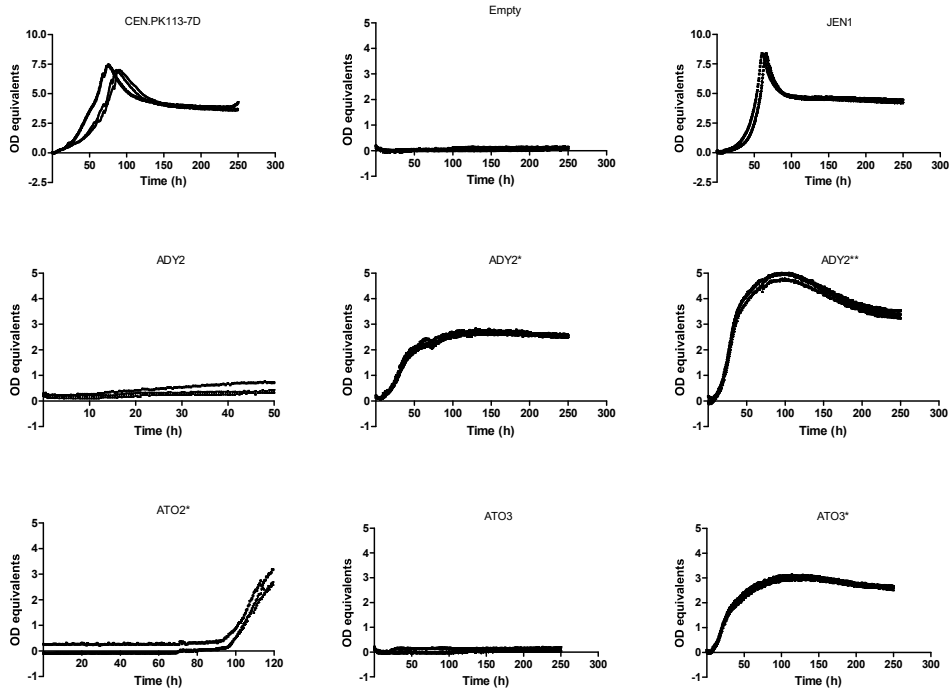 CEN.PK113-7D
OD equivalents
10.0
7.5
5.0
2.5
0.0
-2.5
50 100 150 200 250 300
Time (h)
Empty
OD equivalents
5
4
3
2
1
0
-1
50 100 150 200 250 300
Time (h)
JEN1
OD equivalents
10.0
7.5
5.0
2.5
0.0
-2.5
50 100 150 200 250 300
Time (h)
ADY2
OD equivalents
5
4
3
2
1
0
-1
10 20 30 40 50
Time (h)
ADY2*
OD equivalents
5
4
3
2
1
0
-1
50 100 150 200 250 300
Time (h)
ADY2**
OD equivalents
5
4
3
2
1
0
-1
50 100 150 200 250 300
Time (h)
ATO2*
OD equivalents
5
4
3
2
1
0
-1
20 40 60 80 100 120
Time (h)
ATO3
OD equivalents
5
4
3
2
1
0
-1
50 100 150 200 250 300
Time (h)
ATO3*
OD equivalents
5
4
3
2
1
0
-1
50 100 150 200 250 300
Time (h)